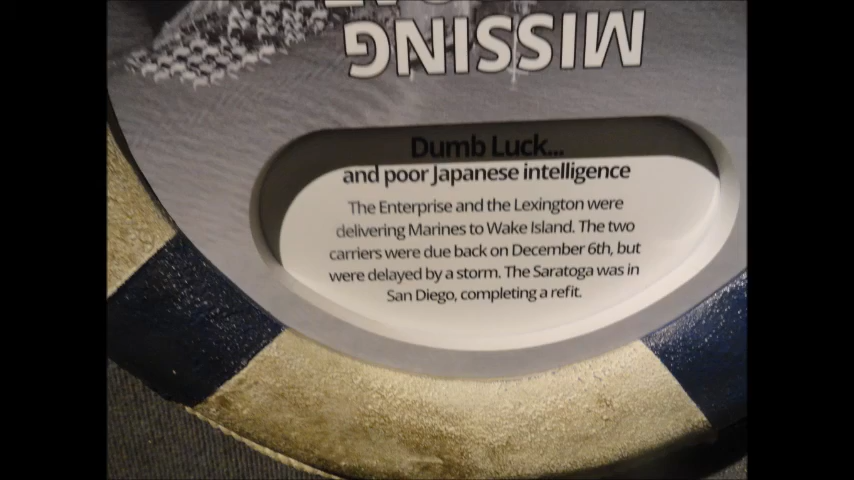 MISSING
Dumb Luck...
and poor Japanese intelligence
The Enterprise and the Lexington were
delivering Marines to Wake Island. The two
carriers were due back on December 6th, but
were delayed by a storm. The Saratoga was in
San Diego, completing a refit.